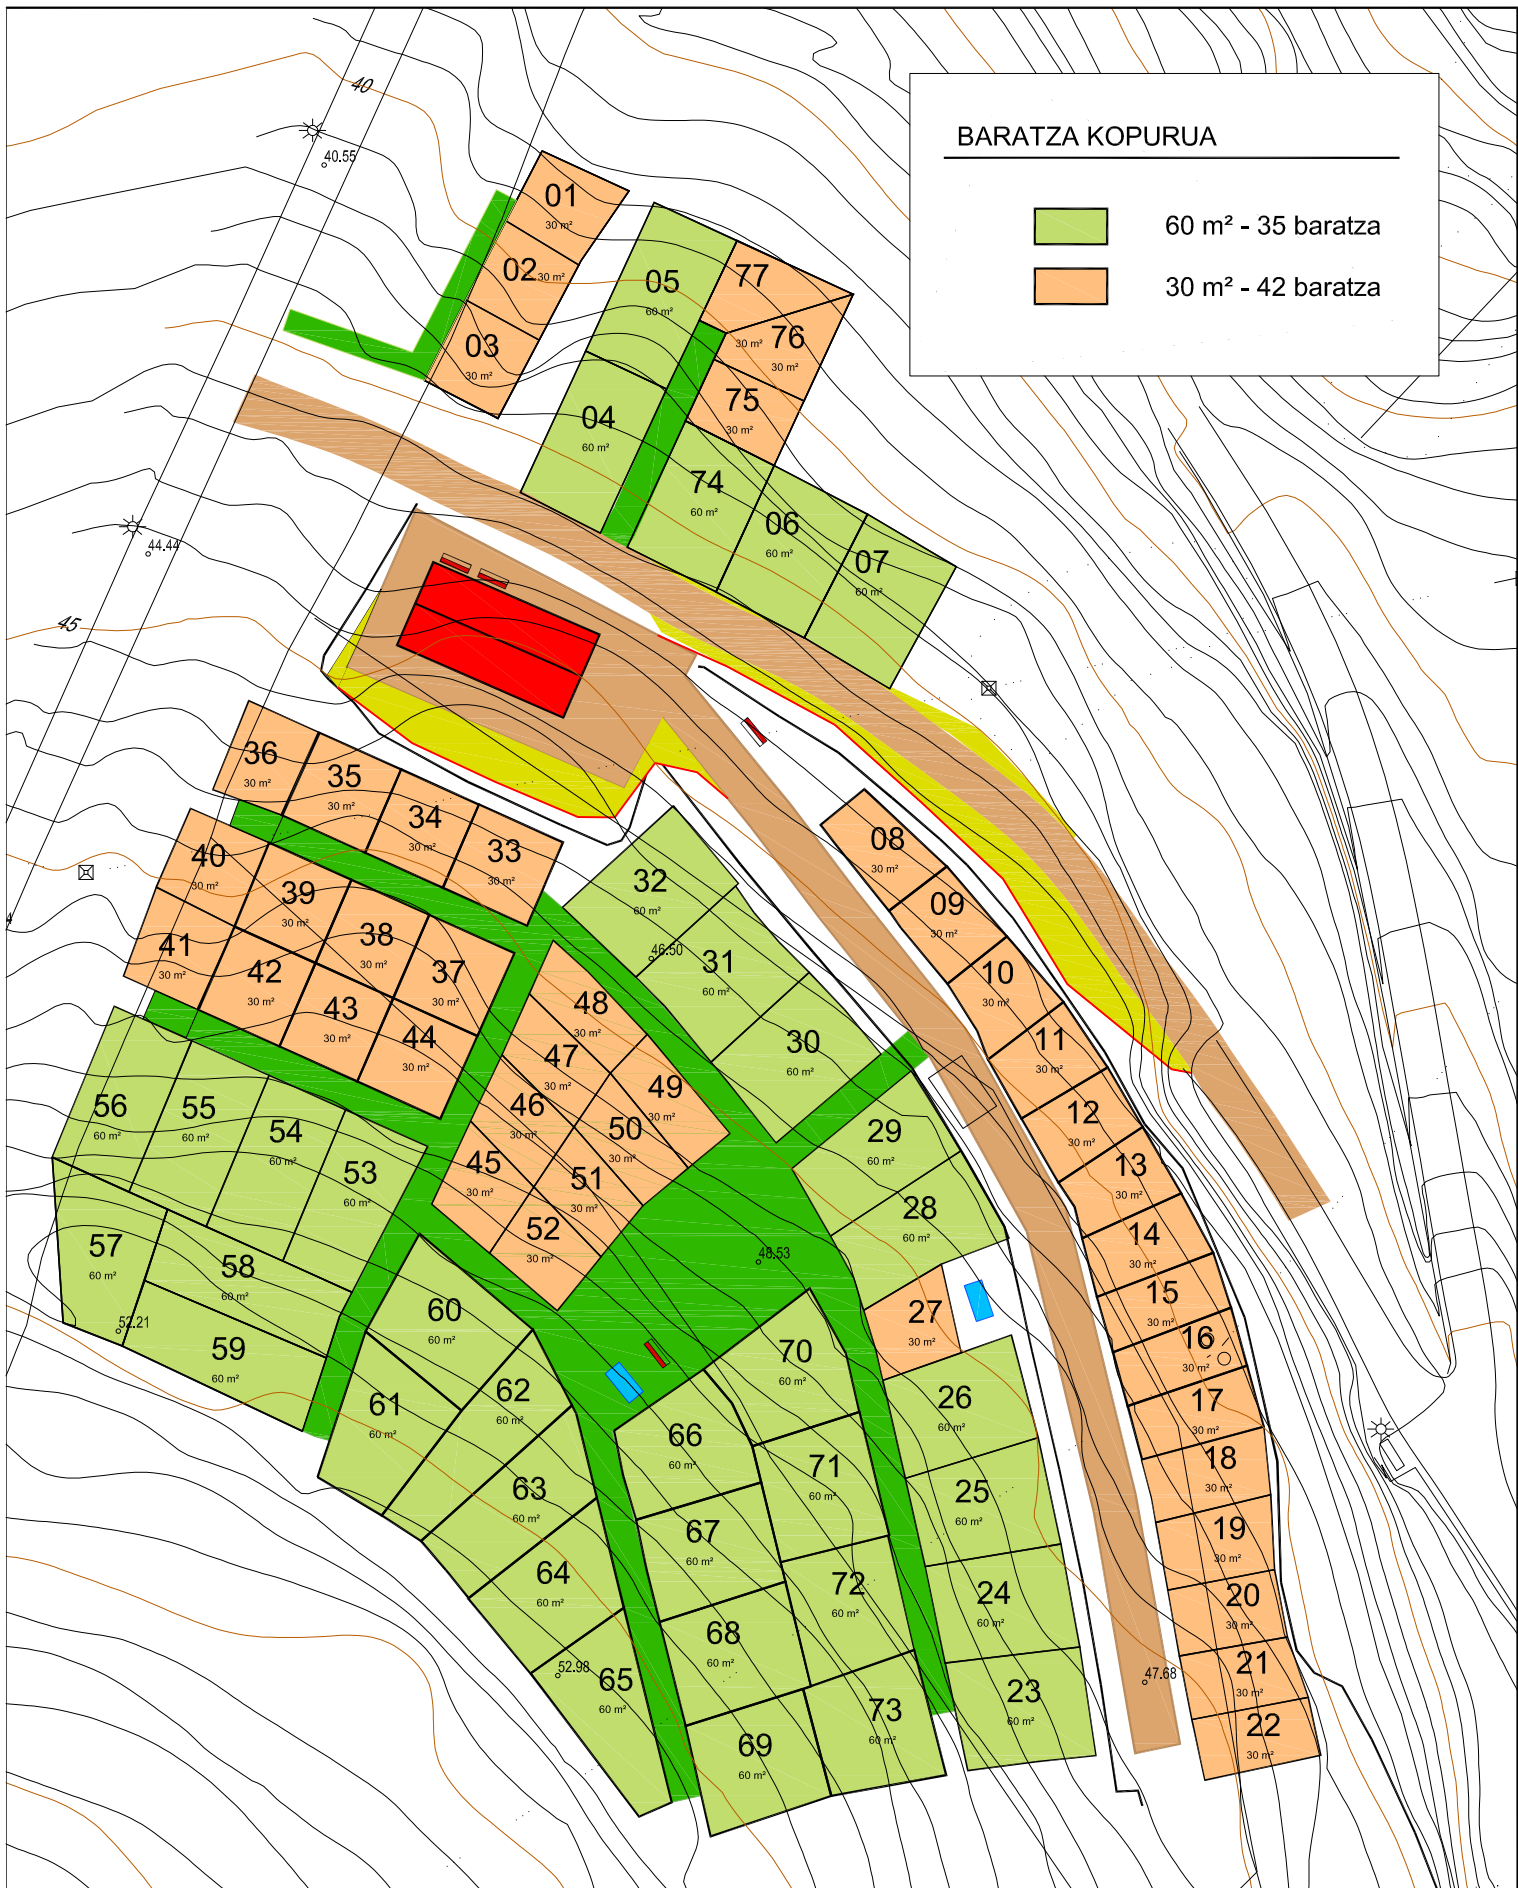 BARATZA KOPURUA
60 m² - 35 baratza
30 m² - 42 baratza
40
40.55
01
30 m²
02
30 m²
03
30 m²
05
60 m²
77
30 m²
76
30 m²
75
30 m²
04
60 m²
74
60 m²
06
60 m²
07
60 m²
44.44
45
36
30 m²
35
30 m²
34
30 m²
33
30 m²
40
30 m²
39
30 m²
38
30 m²
37
30 m²
41
30 m²
42
30 m²
43
30 m²
44
30 m²
4
32
60 m²
46.50
31
60 m²
30
60 m²
08
30 m²
09
30 m²
10
30 m²
11
30 m²
12
30 m²
13
30 m²
14
30 m²
15
30 m²
16
30 m²
17
30 m²
18
30 m²
19
30 m²
20
30 m²
21
30 m²
22
30 m²
48
30 m²
47
30 m²
49
30 m²
46
30 m²
50
30 m²
45
30 m²
51
30 m²
52
30 m²
56
60 m²
55
60 m²
54
60 m²
53
60 m²
57
60 m²
58
60 m²
59
60 m²
52.21
29
60 m²
28
60 m²
48.53
27
30 m²
60
60 m²
61
60 m²
62
60 m²
63
60 m²
64
60 m²
65
60 m²
52.98
70
60 m²
66
60 m²
71
60 m²
67
60 m²
72
60 m²
68
60 m²
73
60 m²
69
60 m²
26
60 m²
25
60 m²
24
60 m²
23
60 m²
47.68